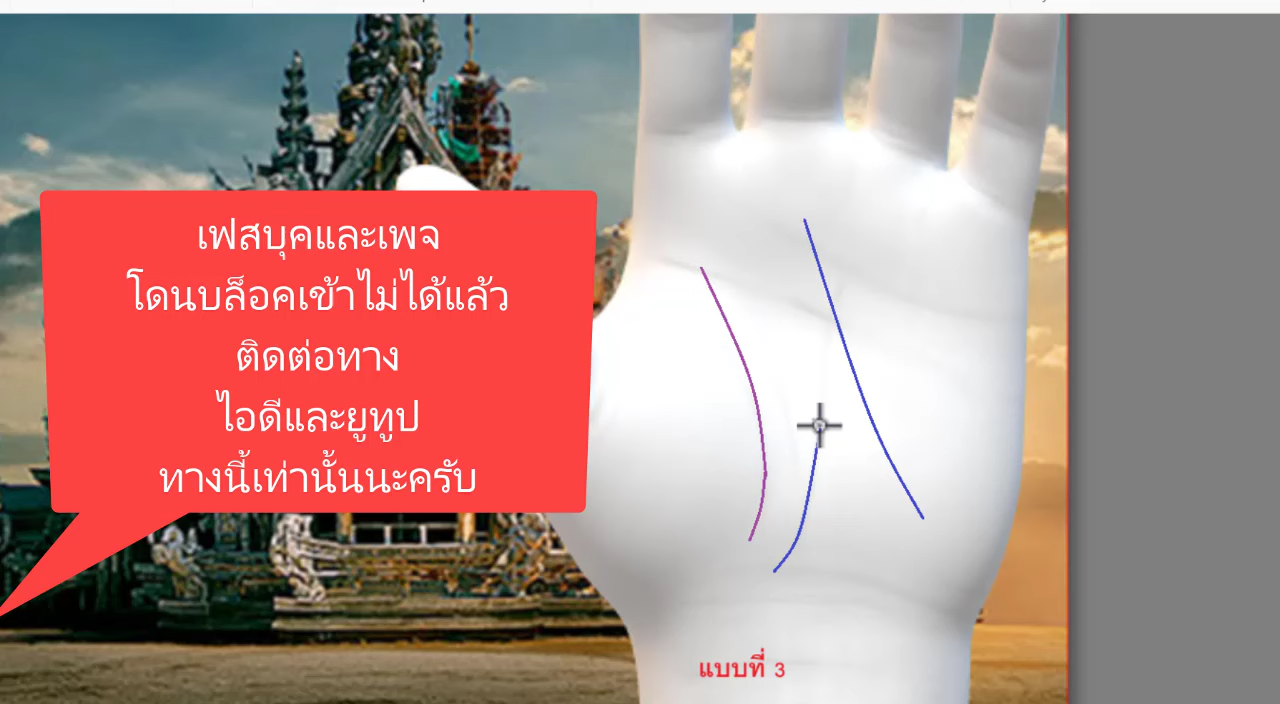 เฟสบุคและเพจ
โดนบล็อคเข้าไม่ได้แล้ว
ติดต่อทาง
ไอดีและยูทูป
ทางนี้เท่านั้นนะครับ
แบบที่ 3